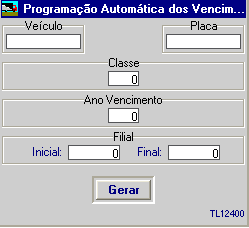 Programação Automática dos Vencim...
Veículo Placa
Classe
0
Ano Vencimento
0
Filial
Inicial: 0 Final: 0
Gerar
TL12400